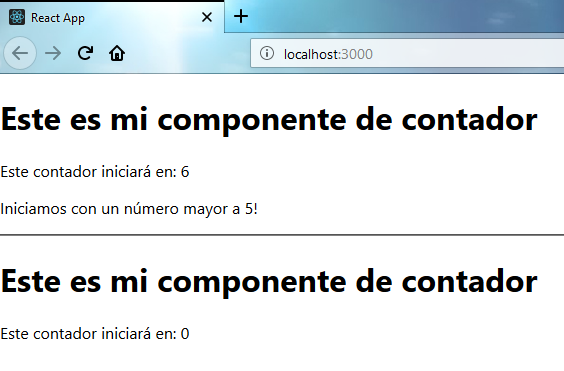 React App
localhost:3000
Este es mi componente de contador
Este contador iniciará en: 6
Iniciamos con un número mayor a 5!
Este es mi componente de contador
Este contador iniciará en: 0